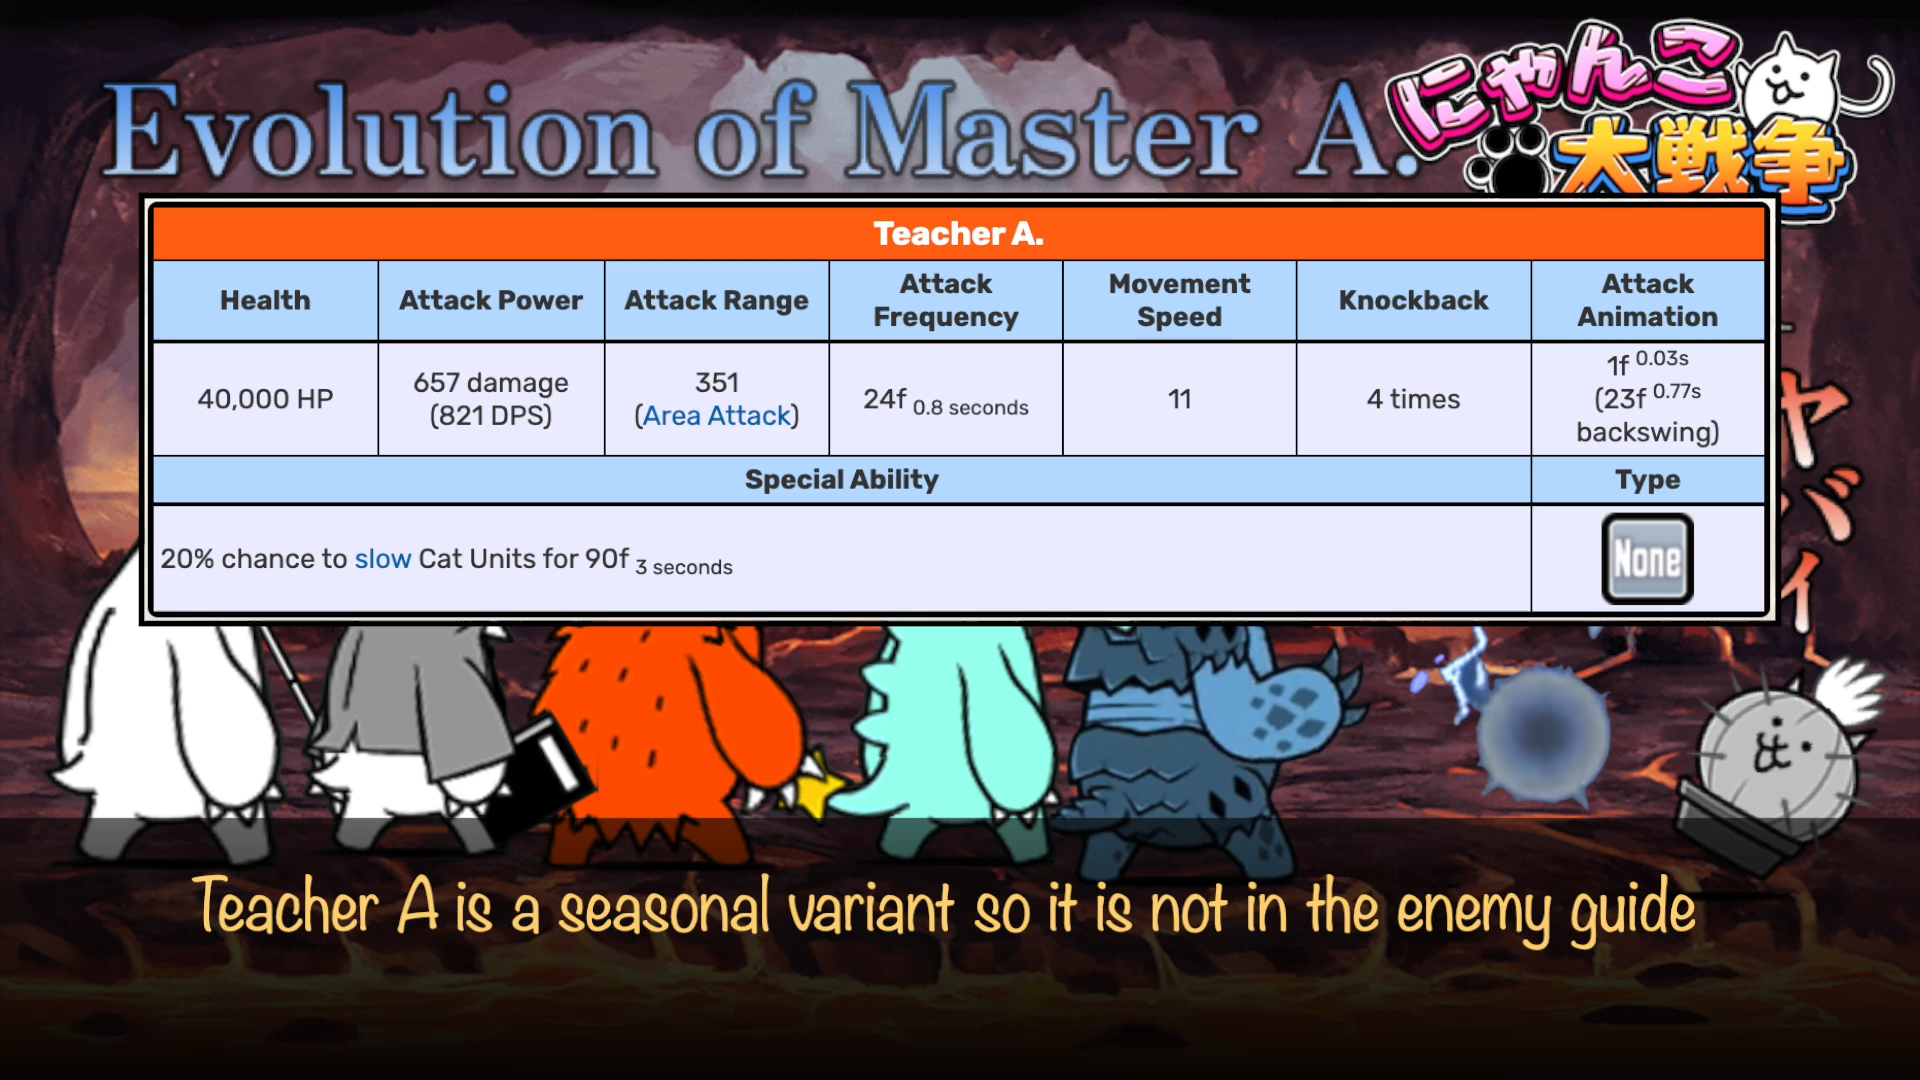 Evolution of Master A.
にゃんこ
大戦争
Teacher A.
Health
Attack Power
Attack Range
Attack
Frequency
Movement
Speed
Knockback
Attack
Animation
40,000 HP
657 damage
(821 DPS)
351
(Area Attack)
24f 0.8 seconds
11
4 times
1f 0.03s
(23f 0.77s
backswing)
Special Ability
Type
20% chance to slow Cat Units for 90f 3 seconds
None
ヤバイ
Teacher A is a seasonal variant so it is not in the enemy guide